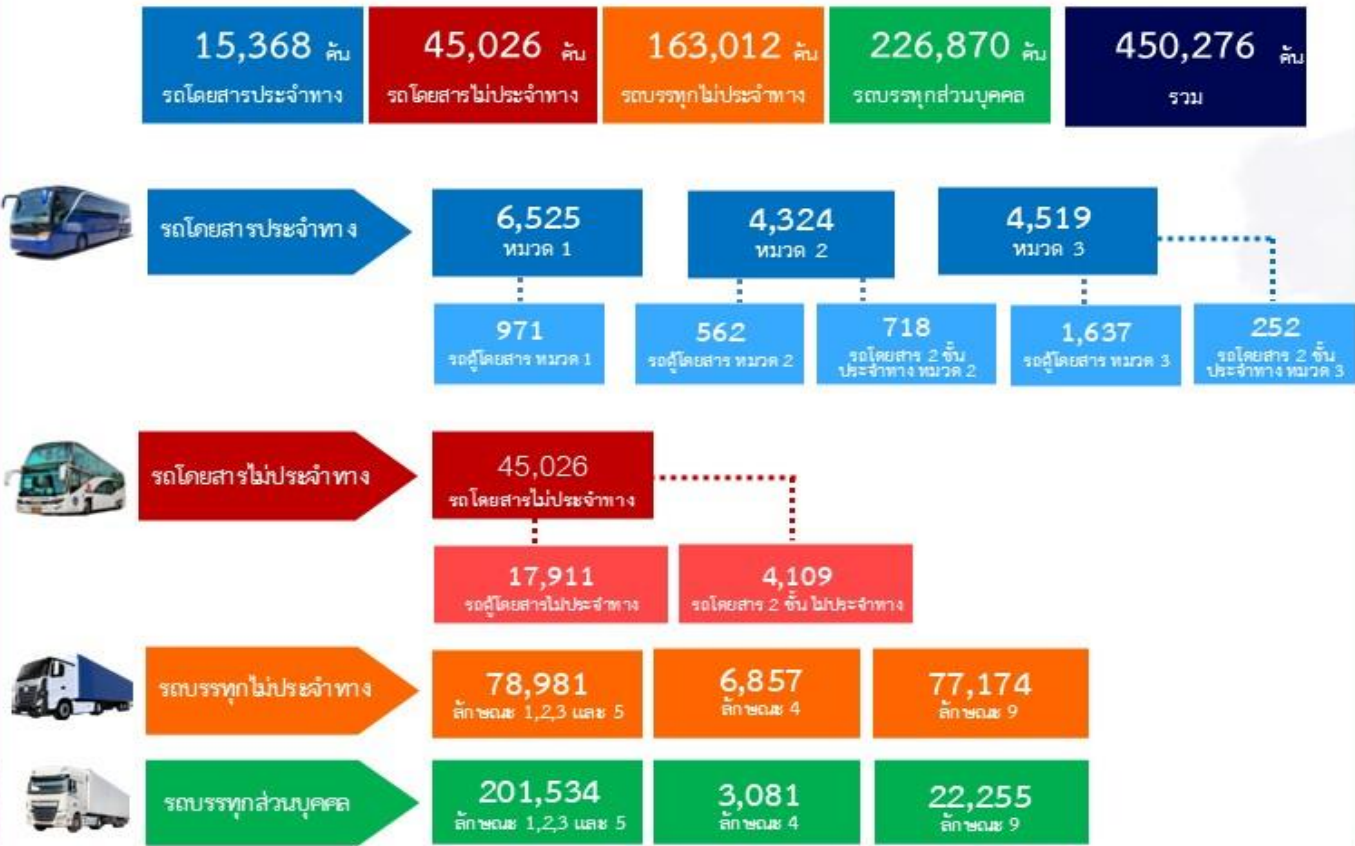 15,368 คัน
รถโดยสารประจำทาง
45,026 คัน
รถโดยสารไม่ประจำทาง
163,012 คัน
รถบรรทุกไม่ประจำทาง
226,870 คัน
รถบรรทุกส่วนบุคคล
450,276 คัน
รวม
รถโดยสารประจำทาง
6,525
หมวด 1
4,324
หมวด 2
4,519
หมวด 3
971
รถตู้โดยสาร หมวด 1
562
รถตู้โดยสาร หมวด 2
718
รถโดยสาร 2 ชั้น
ประจำทาง หมวด 2
1,637
รถตู้โดยสาร หมวด 3
252
รถโดยสาร 2 ชั้น
ประจำทาง หมวด 3
รถโดยสารไม่ประจำทาง
45,026
รถโดยสารไม่ประจำทาง
17,911
รถตู้โดยสารไม่ประจำทาง
4,109
รถโดยสาร 2 ชั้น ไม่ประจำทาง
รถบรรทุกไม่ประจำทาง
78,981
ลักษณะ 1,2,3 และ 5
6,857
ลักษณะ 4
77,174
ลักษณะ 9
รถบรรทุกส่วนบุคคล
201,534
ลักษณะ 1,2,3 และ 5
3,081
ลักษณะ 4
22,255
ลักษณะ 9